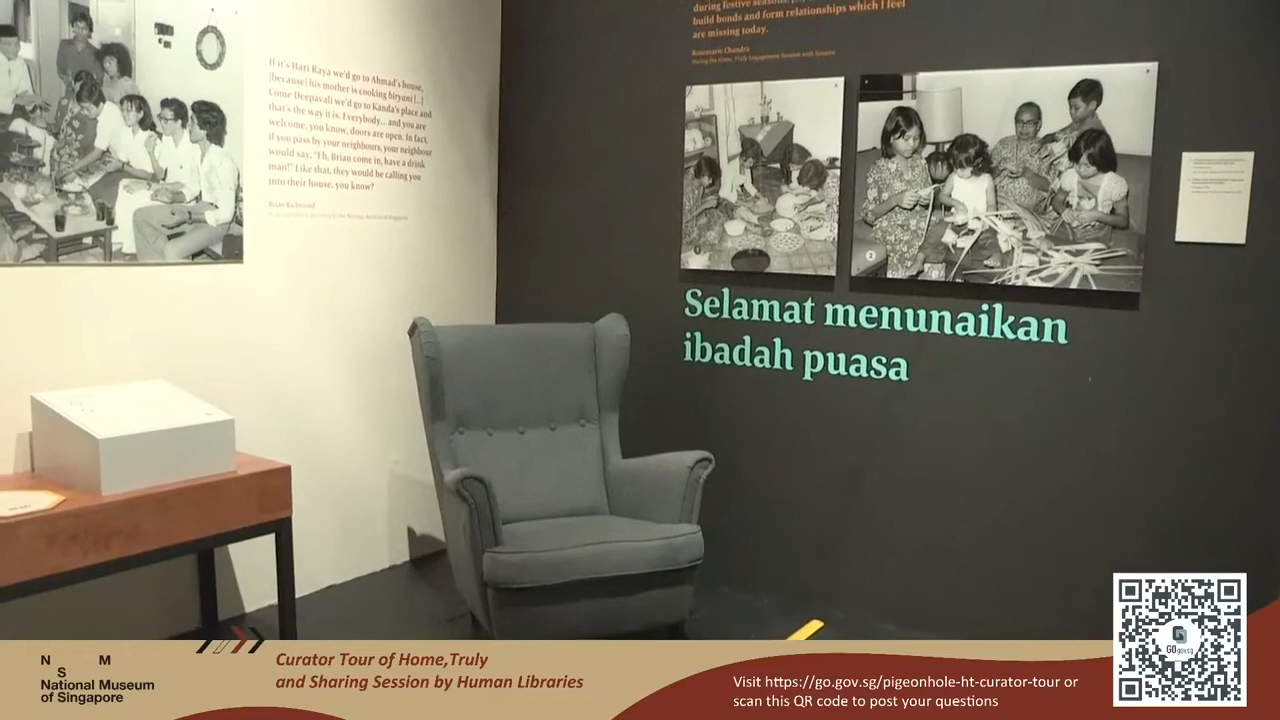 during festive seasons
build bonds and form relationships which I feel
are missing today.
Rosemarie Chandra
If it's Hari Raya we'd go to Ahmad's house,
[because] his mother is cooking biryani [...]
Come Deepavali we'd go to Kanda's place and
that's the way it is. Everybody... and you are
welcome, you know, doors are open. In fact,
if you pass by your neighbours, your neighbour
would say, "Eh, Brian come in, have a drink
man!" Like that, they would be calling you
into their house, you know?
Brian Richmond
Selamat menunaikan
ibadah puasa
N M
S
National Museum
of Singapore
Curator Tour of Home,Truly
and Sharing Session by Human Libraries
Visit https://go.gov.sg/pigeonhole-ht-curator-tour or
scan this QR code to post your questions
GOgov.sg